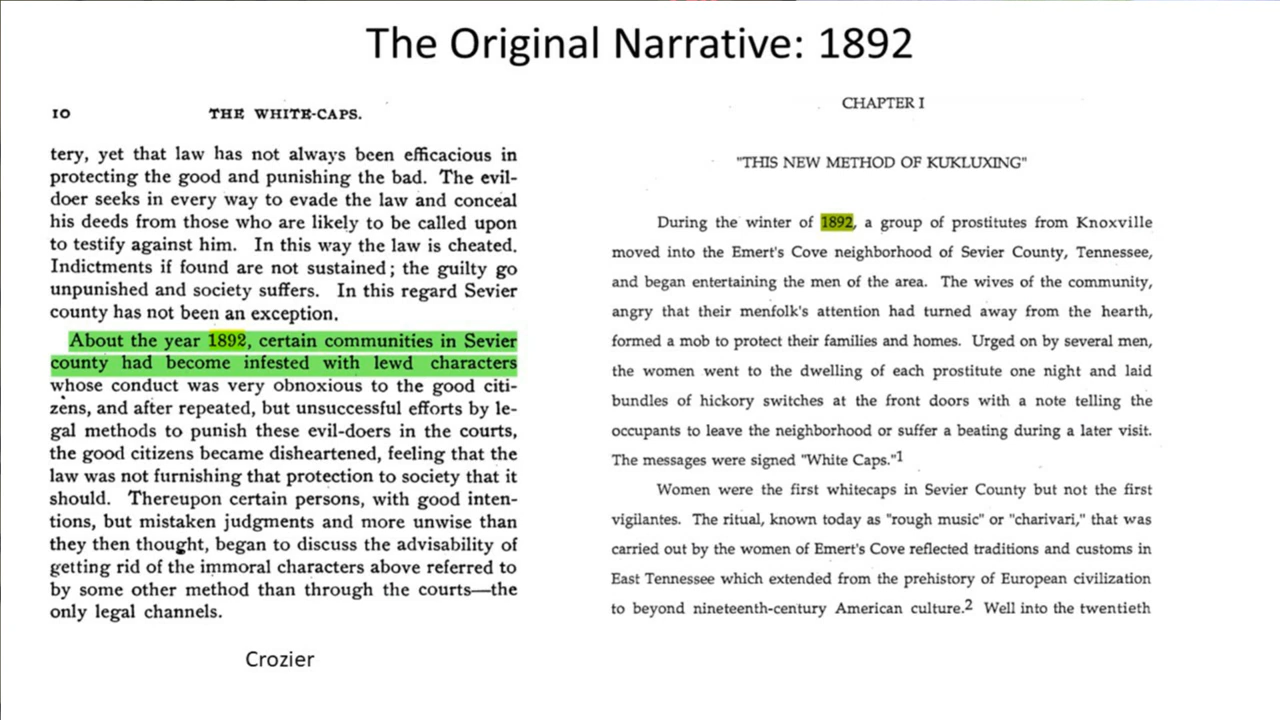 The Original Narrative: 1892
10 THE WHITE-CAPS.
tery, yet that law has not always been efficacious in
protecting the good and punishing the bad. The evil-
doer seeks in every way to evade the law and conceal
his deeds from those who are likely to be called upon
to testify against him. In this way the law is cheated.
Indictments if found are not sustained; the guilty go
unpunished and society suffers. In this regard Sevier
county has not been an exception.
About the year 1892, certain communities in Sevier
county had become infested with lewd characters
whose conduct was very obnoxious to the good citi-
zens, and after repeated, but unsuccessful efforts by le-
gal methods to punish these evil-doers in the courts,
the good citizens became disheartened, feeling that the
law was not furnishing that protection to society that it
should. Thereupon certain persons, with good inten-
tions, but mistaken judgments and more unwise than
they then thought, began to discuss the advisability of
getting rid of the immoral characters above referred to
by some other method than through the courts—the
only legal channels.
Crozier
CHAPTER I
"THIS NEW METHOD OF KUKLUXING"
During the winter of 1892, a group of prostitutes from Knoxville
moved into the Emert's Cove neighborhood of Sevier County, Tennessee,
and began entertaining the men of the area. The wives of the community,
angry that their menfolk's attention had turned away from the hearth,
formed a mob to protect their families and homes. Urged on by several men,
the women went to the dwelling of each prostitute one night and laid
bundles of hickory switches at the front doors with a note telling the
occupants to leave the neighborhood or suffer a beating during a later visit.
The messages were signed "White Caps."1
Women were the first whitecaps in Sevier County but not the first
vigilantes. The ritual, known today as "rough music" or "charivari," that was
carried out by the women of Emert's Cove reflected traditions and customs in
East Tennessee which extended from the prehistory of European civilization
to beyond nineteenth-century American culture.2 Well into the twentieth